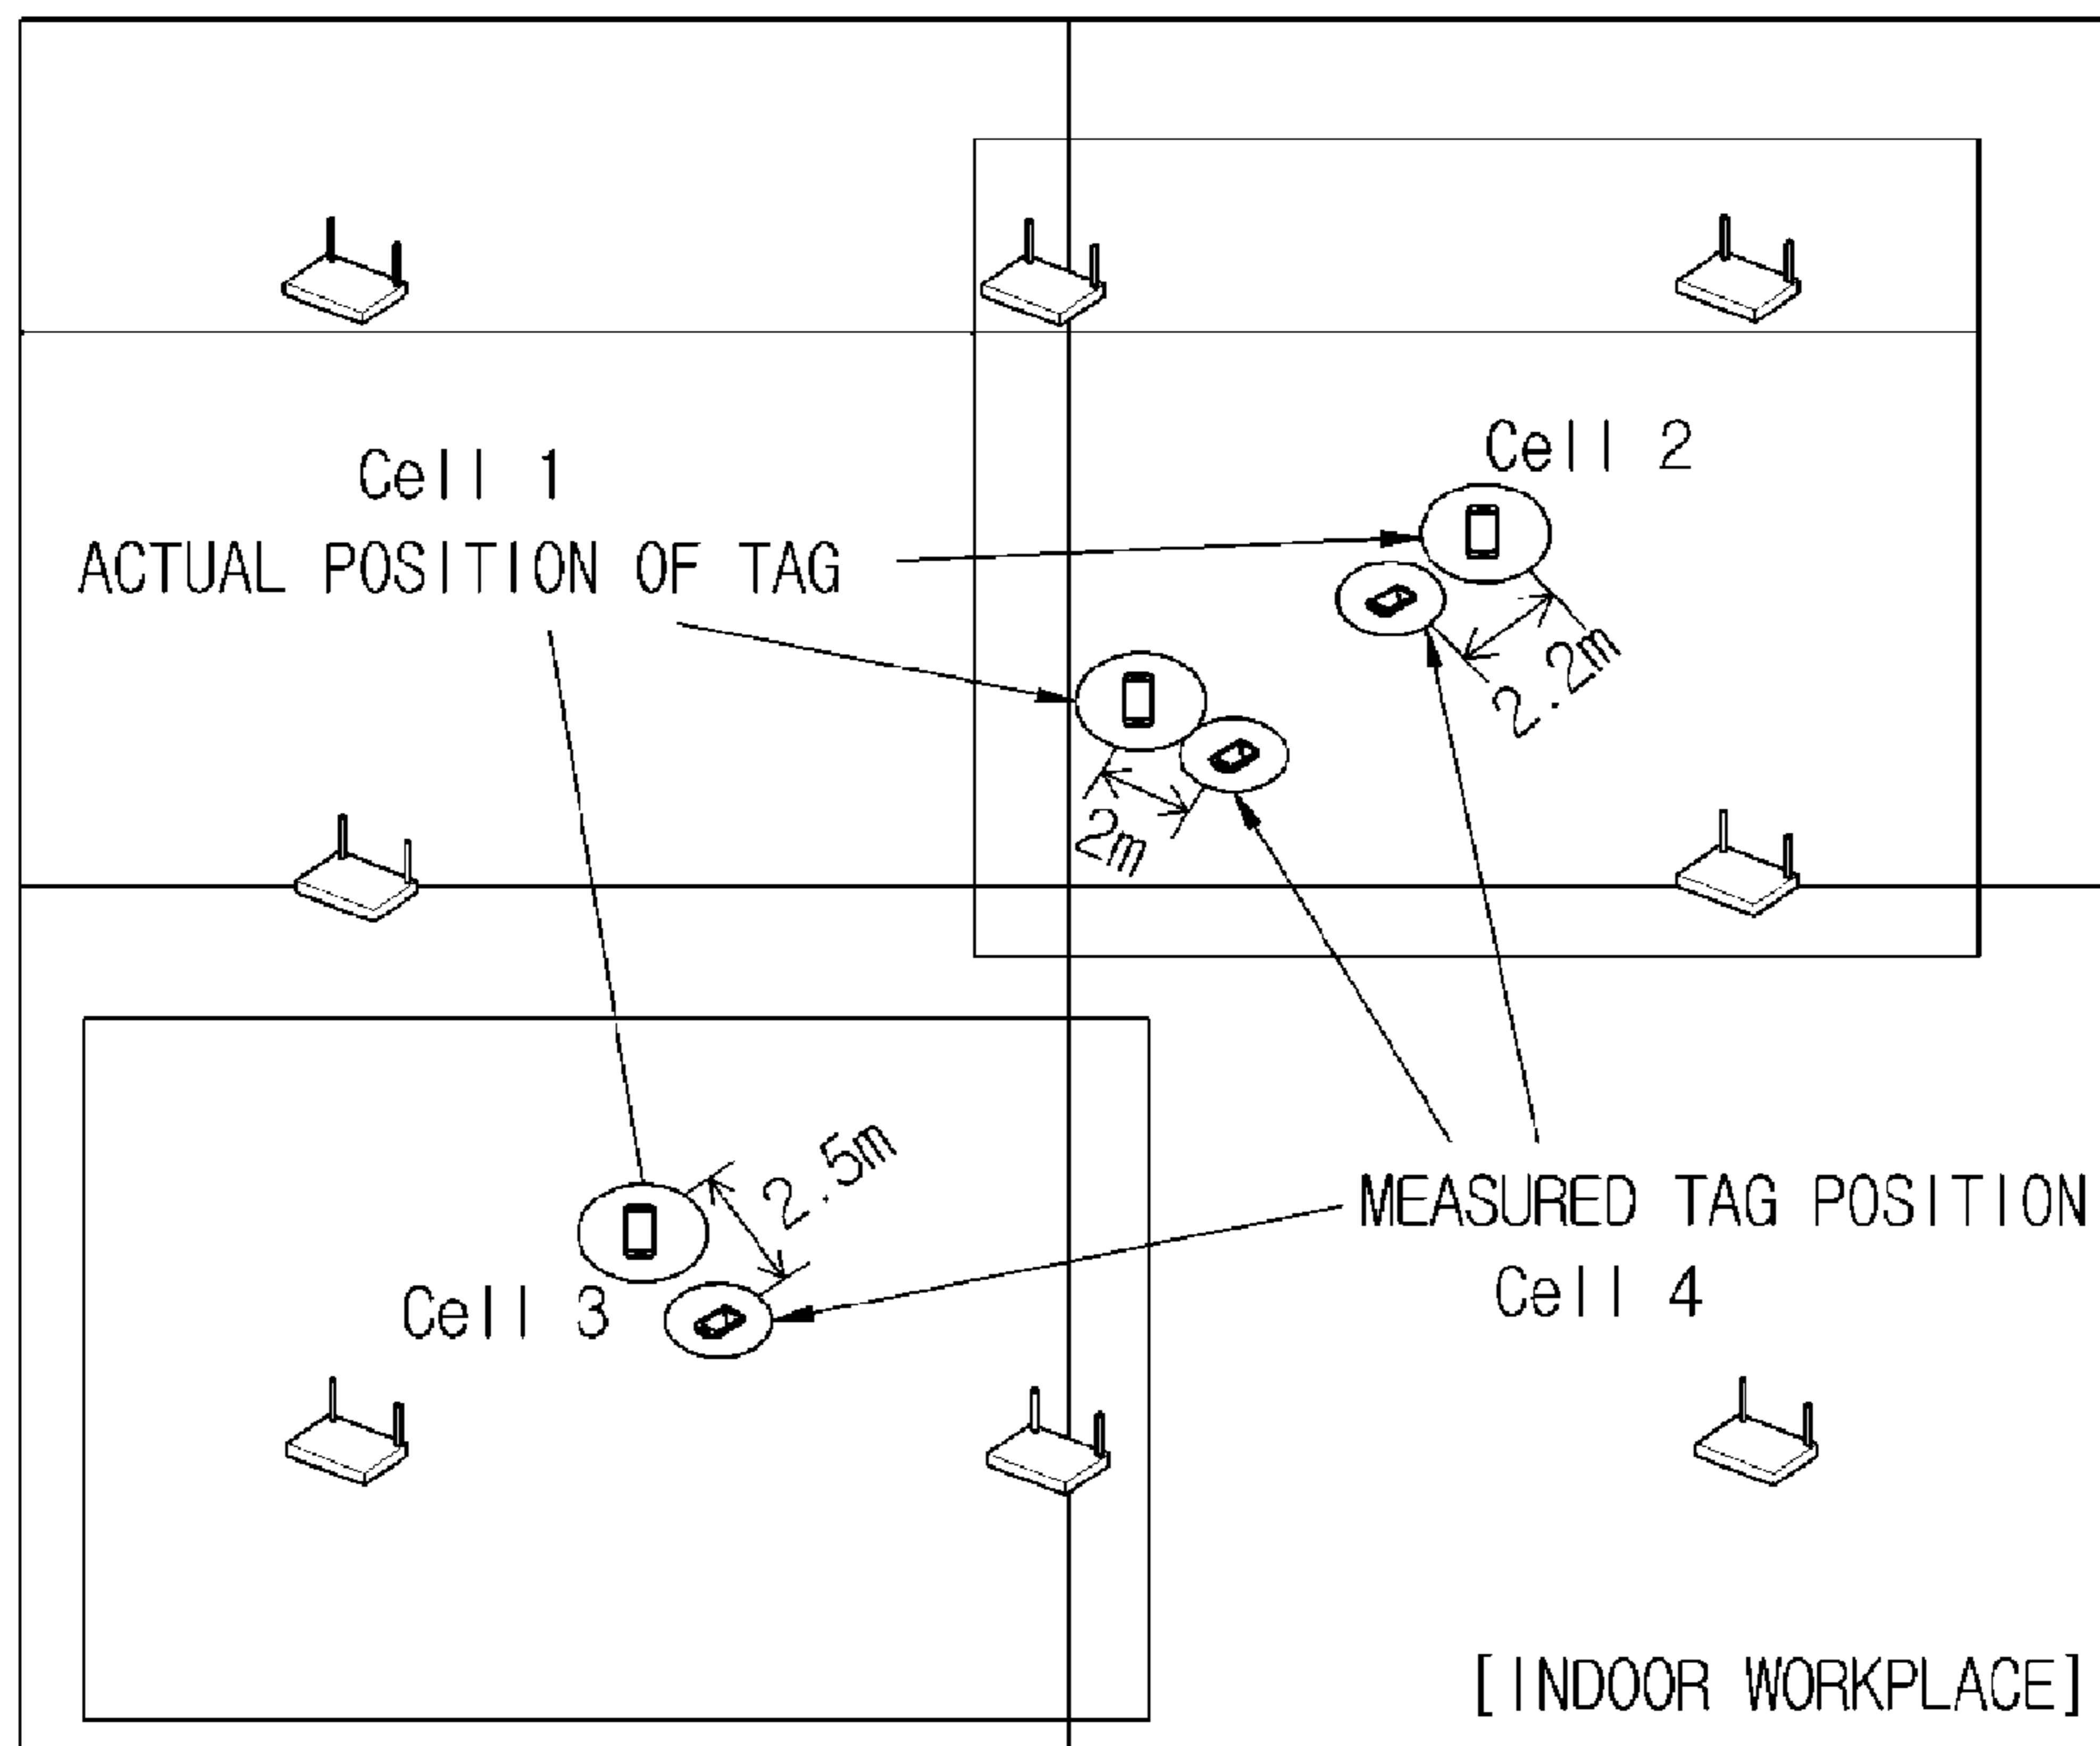 Cell 1
Cell 2
ACTUAL POSITION OF TAG
2.2m
2m
2.5m
MEASURED TAG POSITION
Cell 3
Cell 4
[INDOOR WORKPLACE]